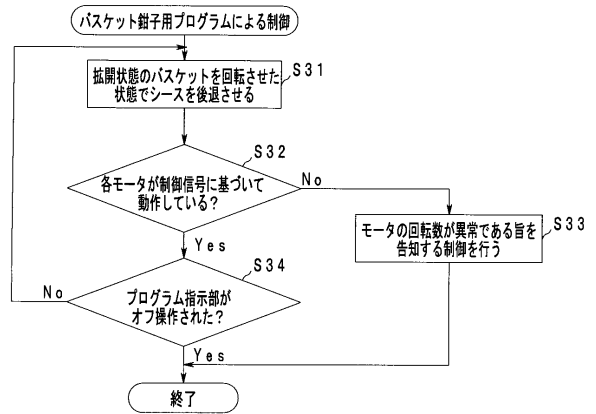 バスケット鉗子用プログラムによる制御
拡開状態のバスケットを回転させた
状態でシースを後退させる
S31
各モータが制御信号に基づいて
動作している？
S32
No
モータの回転数が異常である旨を
告知する制御を行う
S33
Yes
プログラム指示部が
オフ操作された？
S34
No
Yes
終了